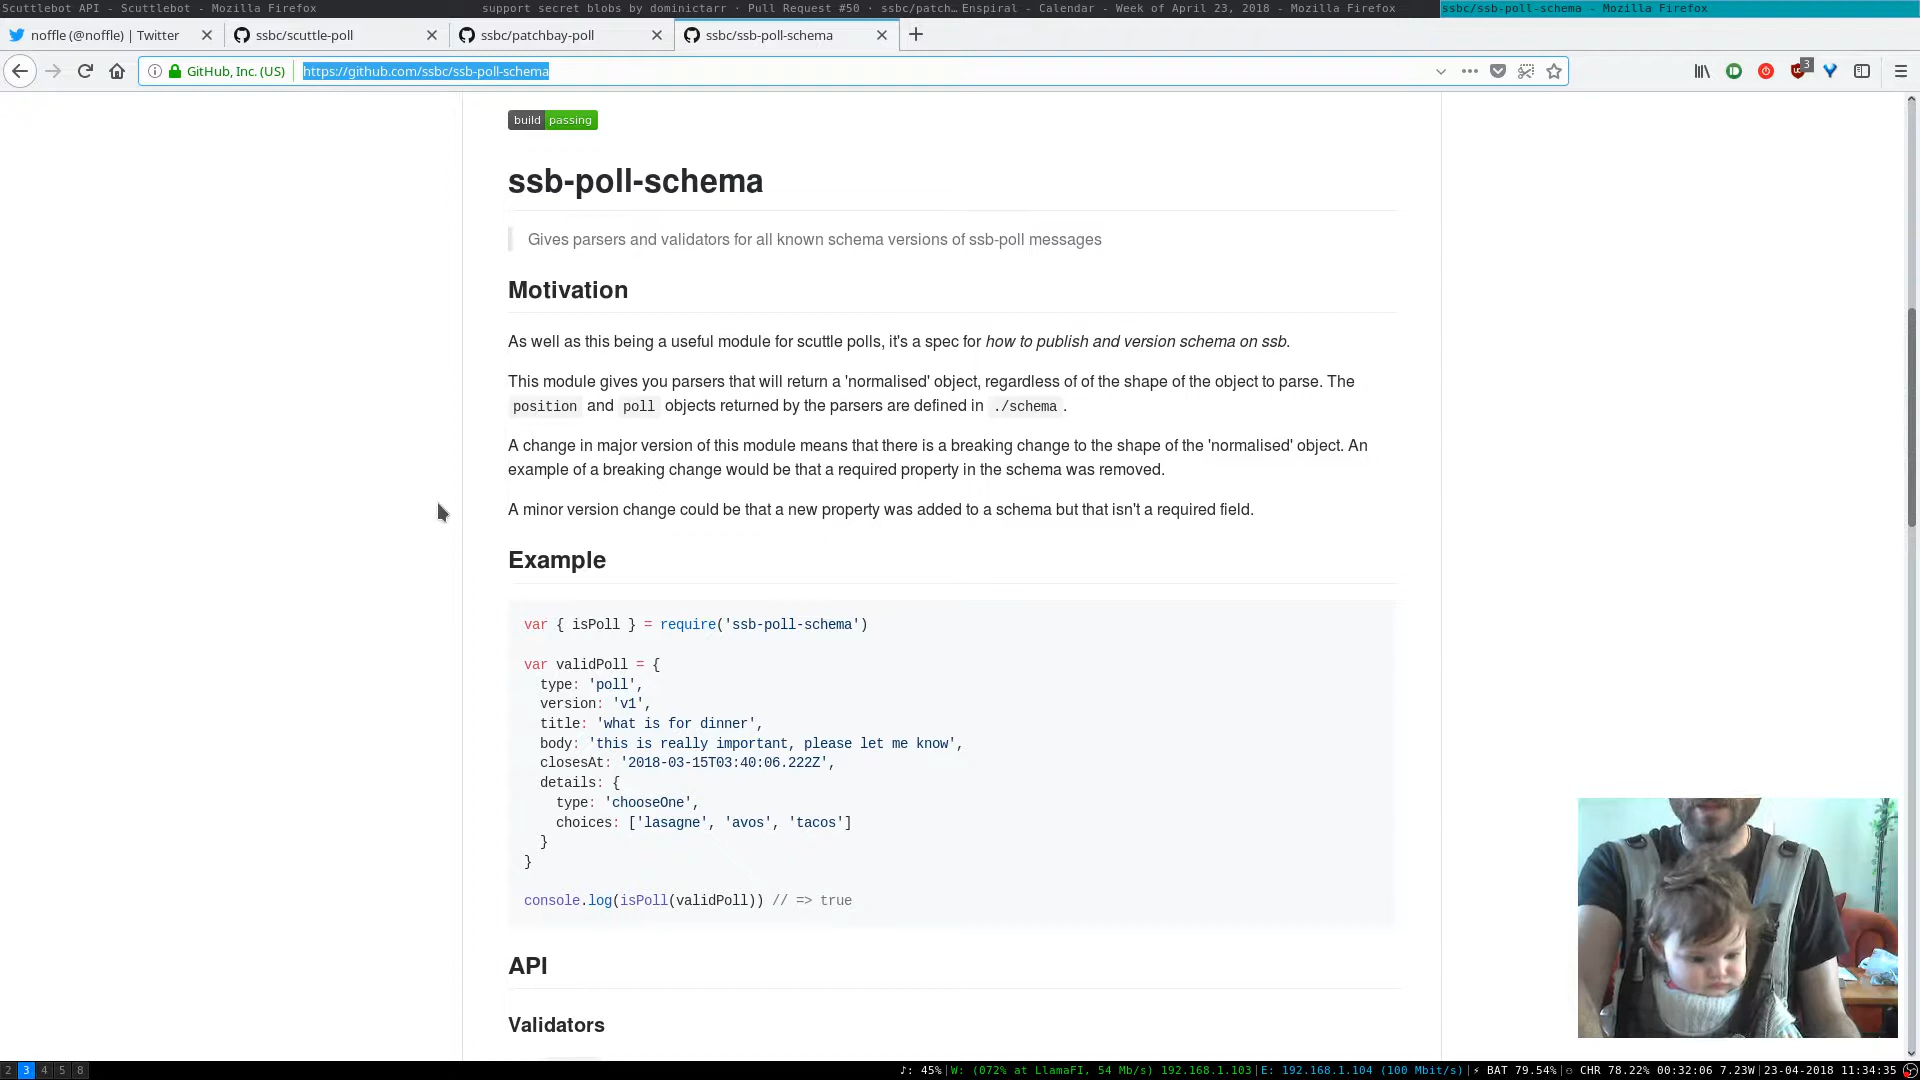 Scuttlebot API - Scuttlebot - Mozilla Firefox
support secret blobs by dominictarr · Pull Request #50 · ssbc/patch…
Enspiral - Calendar - Week of April 23, 2018 - Mozilla Firefox
ssbc/ssb-poll-schema - Mozilla Firefox
noffle (@noffle) | Twitter
ssbc/scuttle-poll
ssbc/patchbay-poll
ssbc/ssb-poll-schema
GitHub, Inc. (US)
https://github.com/ssbc/ssb-poll-schema
3
build passing
ssb-poll-schema
Gives parsers and validators for all known schema versions of ssb-poll messages
Motivation
As well as this being a useful module for scuttle polls, it's a spec for how to publish and version schema on ssb.
This module gives you parsers that will return a 'normalised' object, regardless of of the shape of the object to parse. The
position and poll objects returned by the parsers are defined in ./schema .
A change in major version of this module means that there is a breaking change to the shape of the 'normalised' object. An
example of a breaking change would be that a required property in the schema was removed.
A minor version change could be that a new property was added to a schema but that isn't a required field.
Example
var { isPoll } = require('ssb-poll-schema')
var validPoll = {
type: 'poll',
version: 'v1',
title: 'what is for dinner',
body: 'this is really important, please let me know',
closesAt: '2018-03-15T03:40:06.222Z',
details: {
type: 'chooseOne',
choices: ['lasagne', 'avos', 'tacos']
}
}
console.log(isPoll(validPoll)) // => true
API
Validators
2 3 4 5 8
♪: 45%|W: (072% at LlamaFI, 54 Mb/s) 192.168.1.103|E: 192.168.1.104 (100 Mbit/s)|⚡ BAT 79.54%|☺ CHR 78.22% 00:32:06 7.23W|23-04-2018 11:34:35